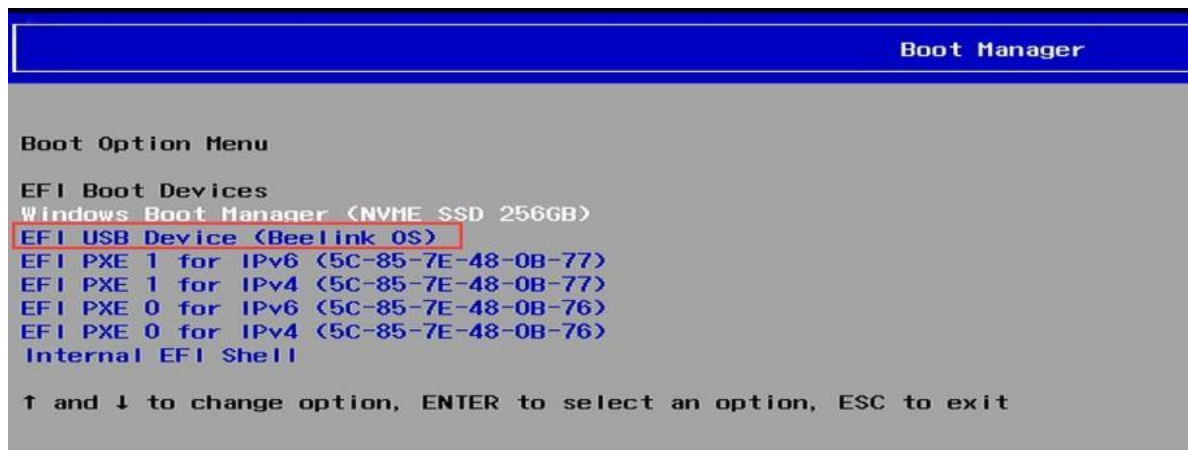 Boot Manager
Boot Option Menu
EFI Boot Devices
Windows Boot Manager (NVME SSD 256GB)
EFI USB Device (Beelink OS)
EFI PXE 1 for IPv6 (5C-85-7E-48-0B-77)
EFI PXE 1 for IPv4 (5C-85-7E-48-0B-77)
EFI PXE 0 for IPv6 (5C-85-7E-48-0B-76)
EFI PXE 0 for IPv4 (5C-85-7E-48-0B-76)
Internal EFI Shell
↑ and ↓ to change option, ENTER to select an option, ESC to exit